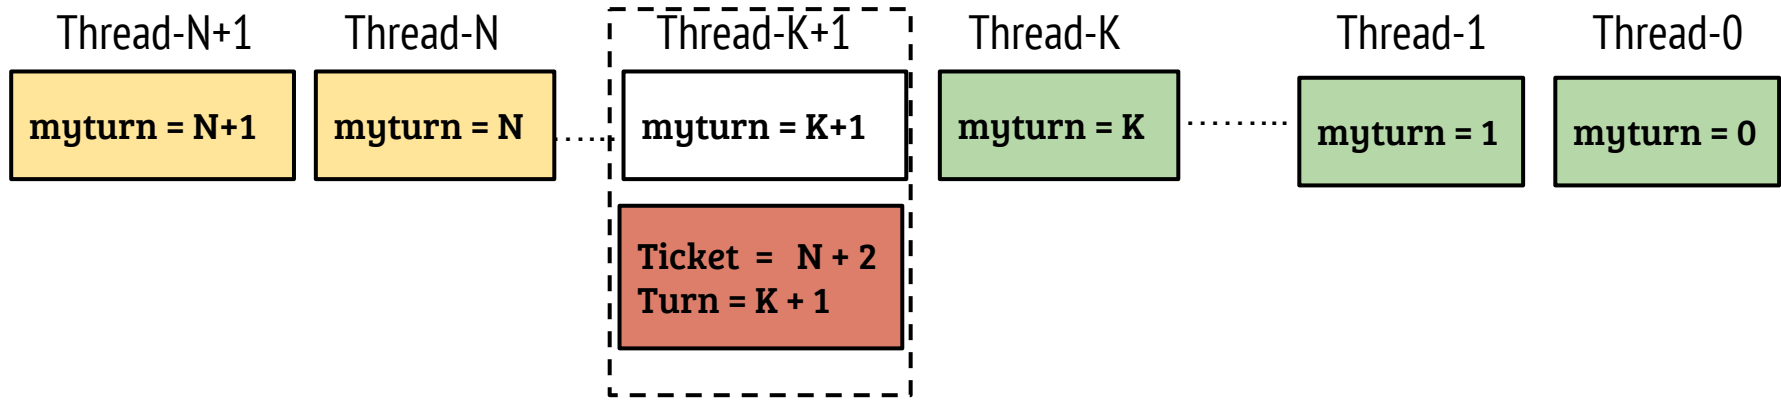 Thread-N+1 Thread-N Thread-K+1 Thread-K Thread-1 Thread-0
myturn = N+1 myturn = N myturn = K+1 myturn = K myturn = 1 myturn = 0
Ticket = N + 2
Turn = K + 1